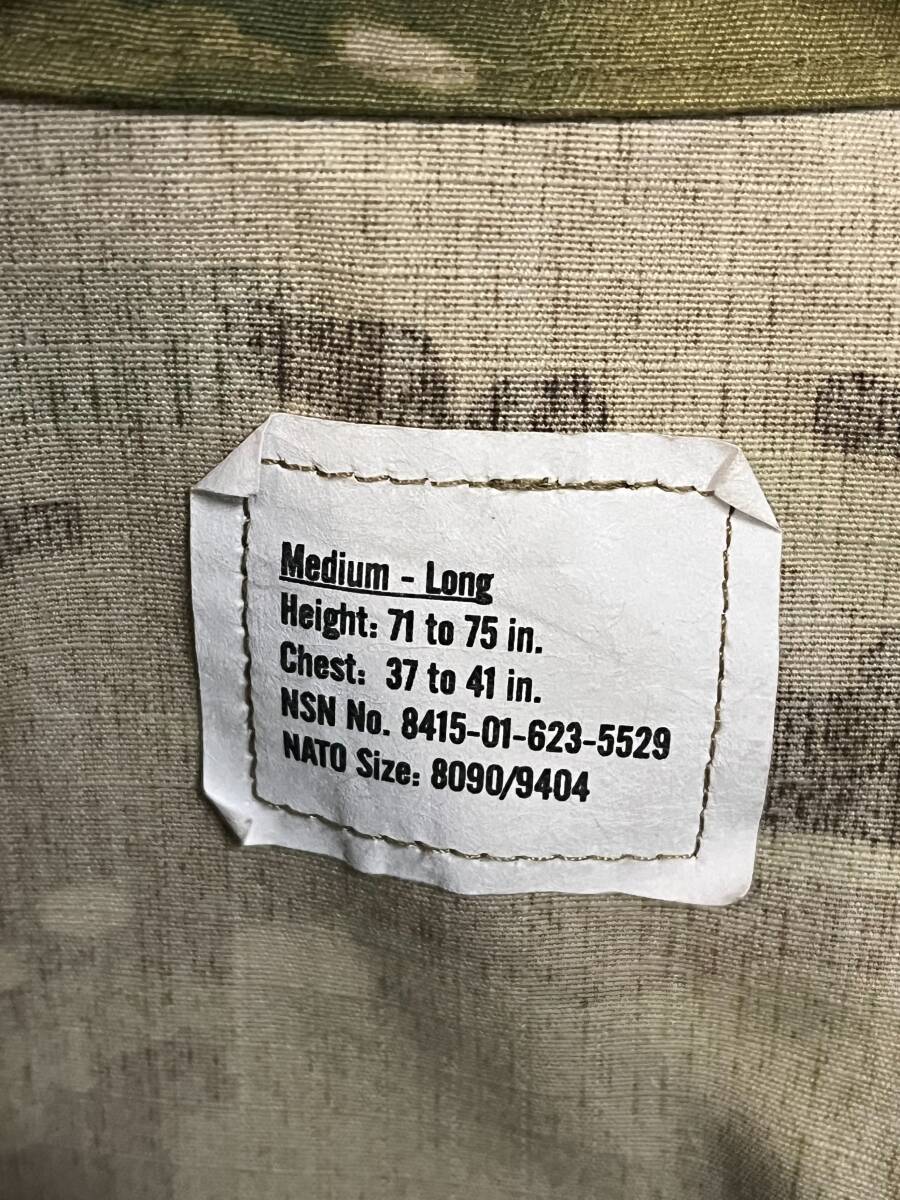 Medium - Long
Height: 71 to 75 in.
Chest: 37 to 41 in.
NSN No. 8415-01-623-5529
NATO Size: 8090/9404